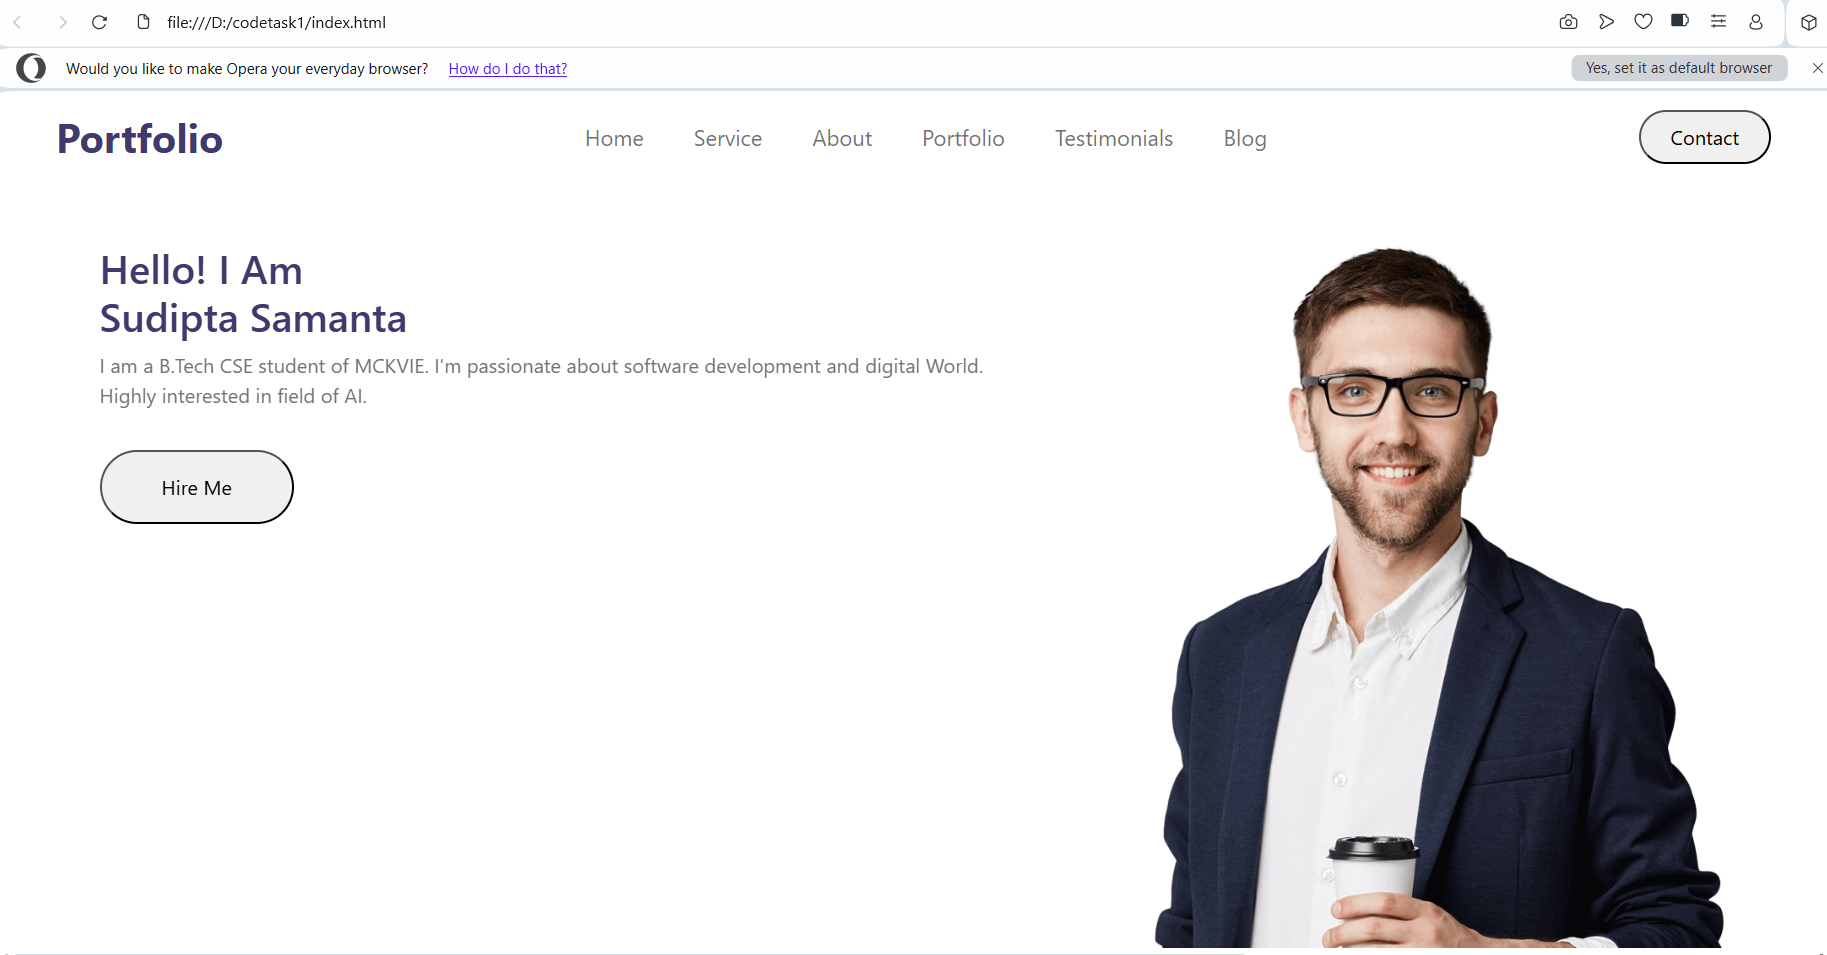 file:///D:/codetask1/index.html
Would you like to make Opera your everyday browser? How do I do that? Yes, set it as default browser
Portfolio Home Service About Portfolio Testimonials Blog Contact
Hello! I Am
Sudipta Samanta
I am a B.Tech CSE student of MCKVIE. I'm passionate about software development and digital World.
Highly interested in field of AI.
Hire Me